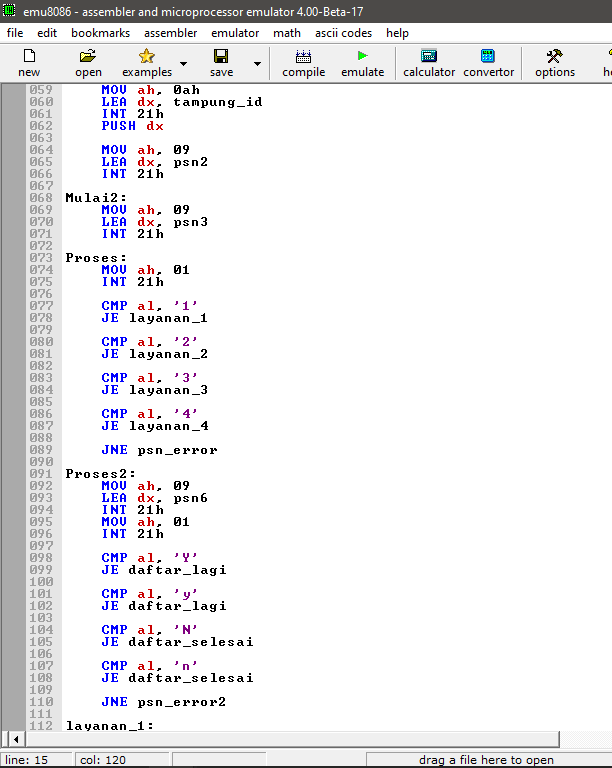 emu8086 - assembler and microprocessor emulator 4.00-Beta-17
file edit bookmarks assembler emulator math ascii codes help
new open examples save compile emulate calculator convertor options
059 MOV ah, 0ah
060 LEA dx, tampung_id
061 INT 21h
062 PUSH dx
063
064 MOV ah, 09
065 LEA dx, psn2
066 INT 21h
067
068 Mulai2:
069 MOV ah, 09
070 LEA dx, psn3
071 INT 21h
072
073 Proses:
074 MOV ah, 01
075 INT 21h
076
077 CMP al, '1'
078 JE layanan_1
079
080 CMP al, '2'
081 JE layanan_2
082
083 CMP al, '3'
084 JE layanan_3
085
086 CMP al, '4'
087 JE layanan_4
088
089 JNE psn_error
090
091 Proses2:
092 MOV ah, 09
093 LEA dx, psn6
094 INT 21h
095 MOV ah, 01
096 INT 21h
097
098 CMP al, 'Y'
099 JE daftar_lagi
100
101 CMP al, 'y'
102 JE daftar_lagi
103
104 CMP al, 'N'
105 JE daftar_selesai
106
107 CMP al, 'n'
108 JE daftar_selesai
109
110 JNE psn_error2
111
112 layanan_1:
line: 15 col: 120 drag a file here to open